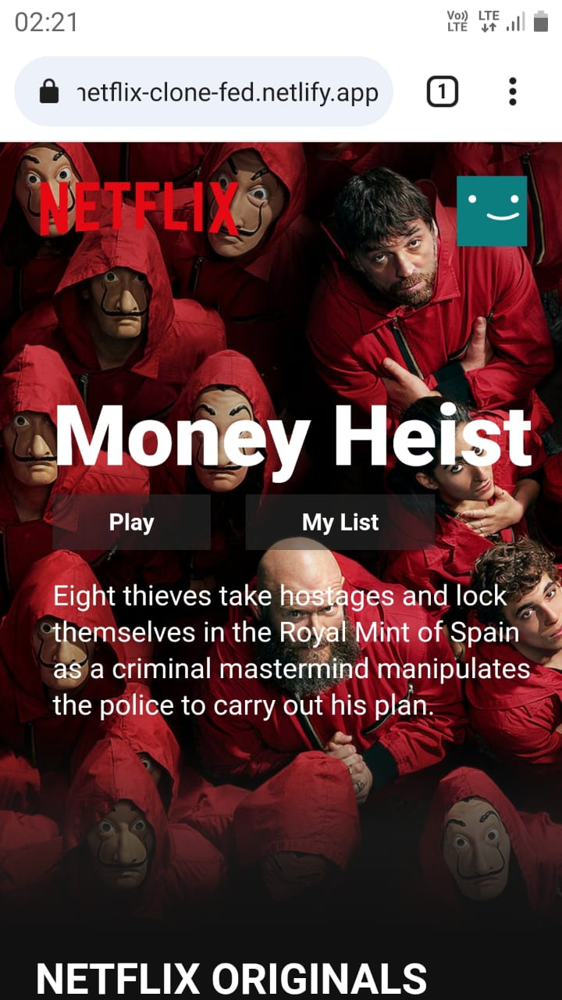 02:21
Vo)) LTE
LTE
netflix-clone-fed.netlify.app
1
NETFLIX
Money Heist
Play
My List
Eight thieves take hostages and lock
themselves in the Royal Mint of Spain
as a criminal mastermind manipulates
the police to carry out his plan.
NETFLIX ORIGINALS